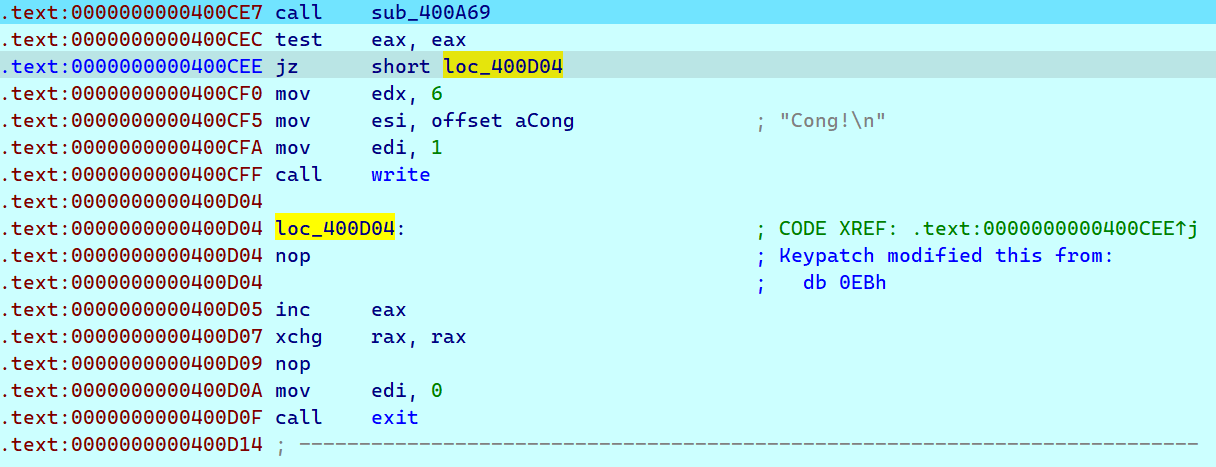 .text:0000000000400CE7 call    sub_400A69
.text:0000000000400CEC test    eax, eax
.text:0000000000400CEE jz      short loc_400D04
.text:0000000000400CF0 mov     edx, 6
.text:0000000000400CF5 mov     esi, offset aCong               ; "Cong!\n"
.text:0000000000400CFA mov     edi, 1
.text:0000000000400CFF call    write
.text:0000000000400D04
.text:0000000000400D04 loc_400D04:                             ; CODE XREF: .text:0000000000400CEE↑j
.text:0000000000400D04 nop                                     ; Keypatch modified this from:
.text:0000000000400D04                                         ;   db 0EBh
.text:0000000000400D05 inc     eax
.text:0000000000400D07 xchg    rax, rax
.text:0000000000400D09 nop
.text:0000000000400D0A mov     edi, 0
.text:0000000000400D0F call    exit
.text:0000000000400D14 ; ---------------------------------------------------------------------------